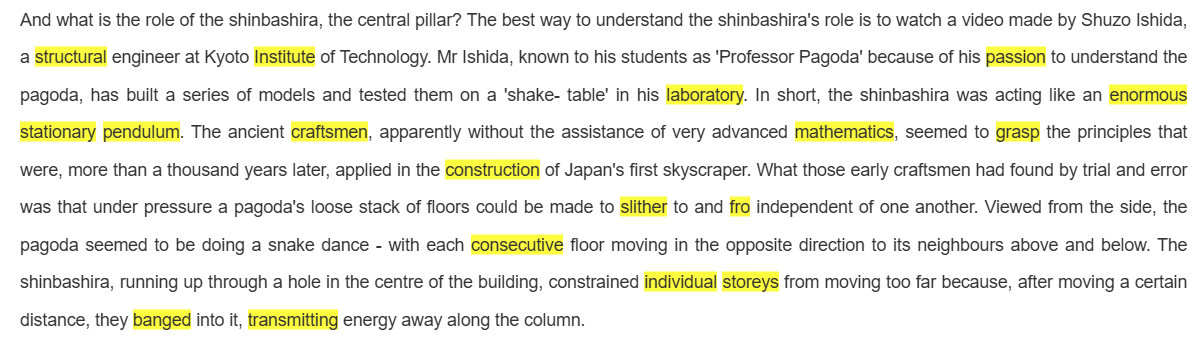 And what is the role of the shinbashira, the central pillar? The best way to understand the shinbashira's role is to watch a video made by Shuzo Ishida,
a structural engineer at Kyoto Institute of Technology. Mr Ishida, known to his students as 'Professor Pagoda' because of his passion to understand the
pagoda, has built a series of models and tested them on a 'shake- table' in his laboratory. In short, the shinbashira was acting like an enormous
stationary pendulum. The ancient craftsmen, apparently without the assistance of very advanced mathematics, seemed to grasp the principles that
were, more than a thousand years later, applied in the construction of Japan's first skyscraper. What those early craftsmen had found by trial and error
was that under pressure a pagoda's loose stack of floors could be made to slither to and fro independent of one another. Viewed from the side, the
pagoda seemed to be doing a snake dance - with each consecutive floor moving in the opposite direction to its neighbours above and below. The
shinbashira, running up through a hole in the centre of the building, constrained individual storeys from moving too far because, after moving a certain
distance, they banged into it, transmitting energy away along the column.